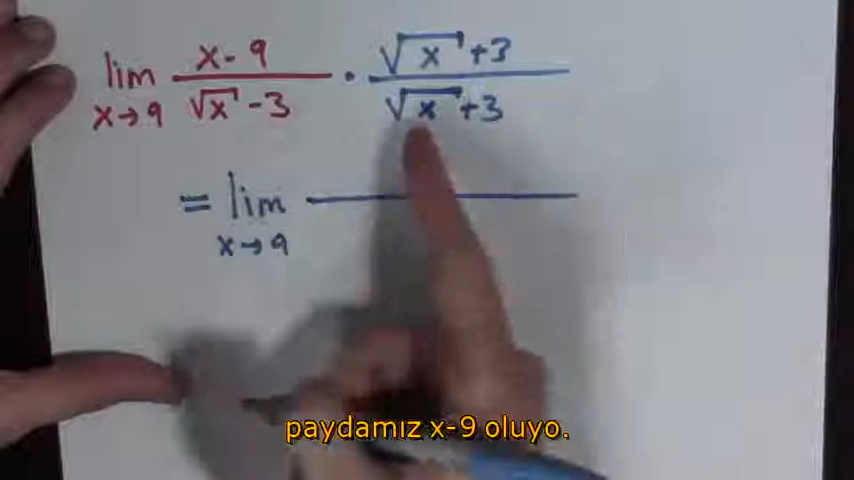 lim x→9 (x-9)/(√x -3) · (√x +3)/(√x +3)
= lim x→9
paydamız x-9 oluyo.